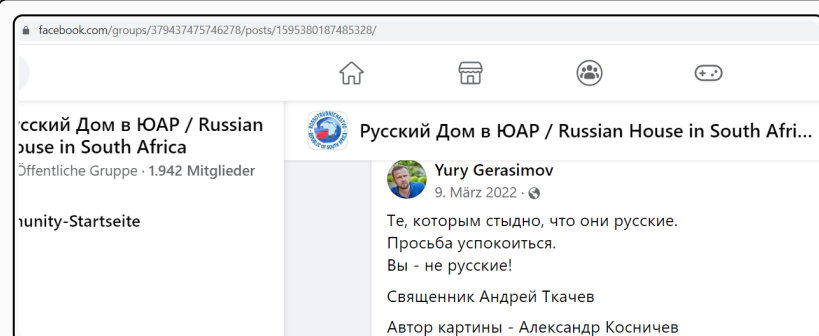 facebook.com/groups/379437475746278/posts/1595380187485328/
усский Дом в ЮАР / Russian
ouse in South Africa
Öffentliche Gruppe · 1.942 Mitglieder
unity-Startseite
Русский Дом в ЮАР / Russian House in South Afri...
Yury Gerasimov
9. März 2022 ·
Те, которым стыдно, что они русские.
Просьба успокоиться.
Вы - не русские!
Священник Андрей Ткачев
Автор картины - Александр Косничев